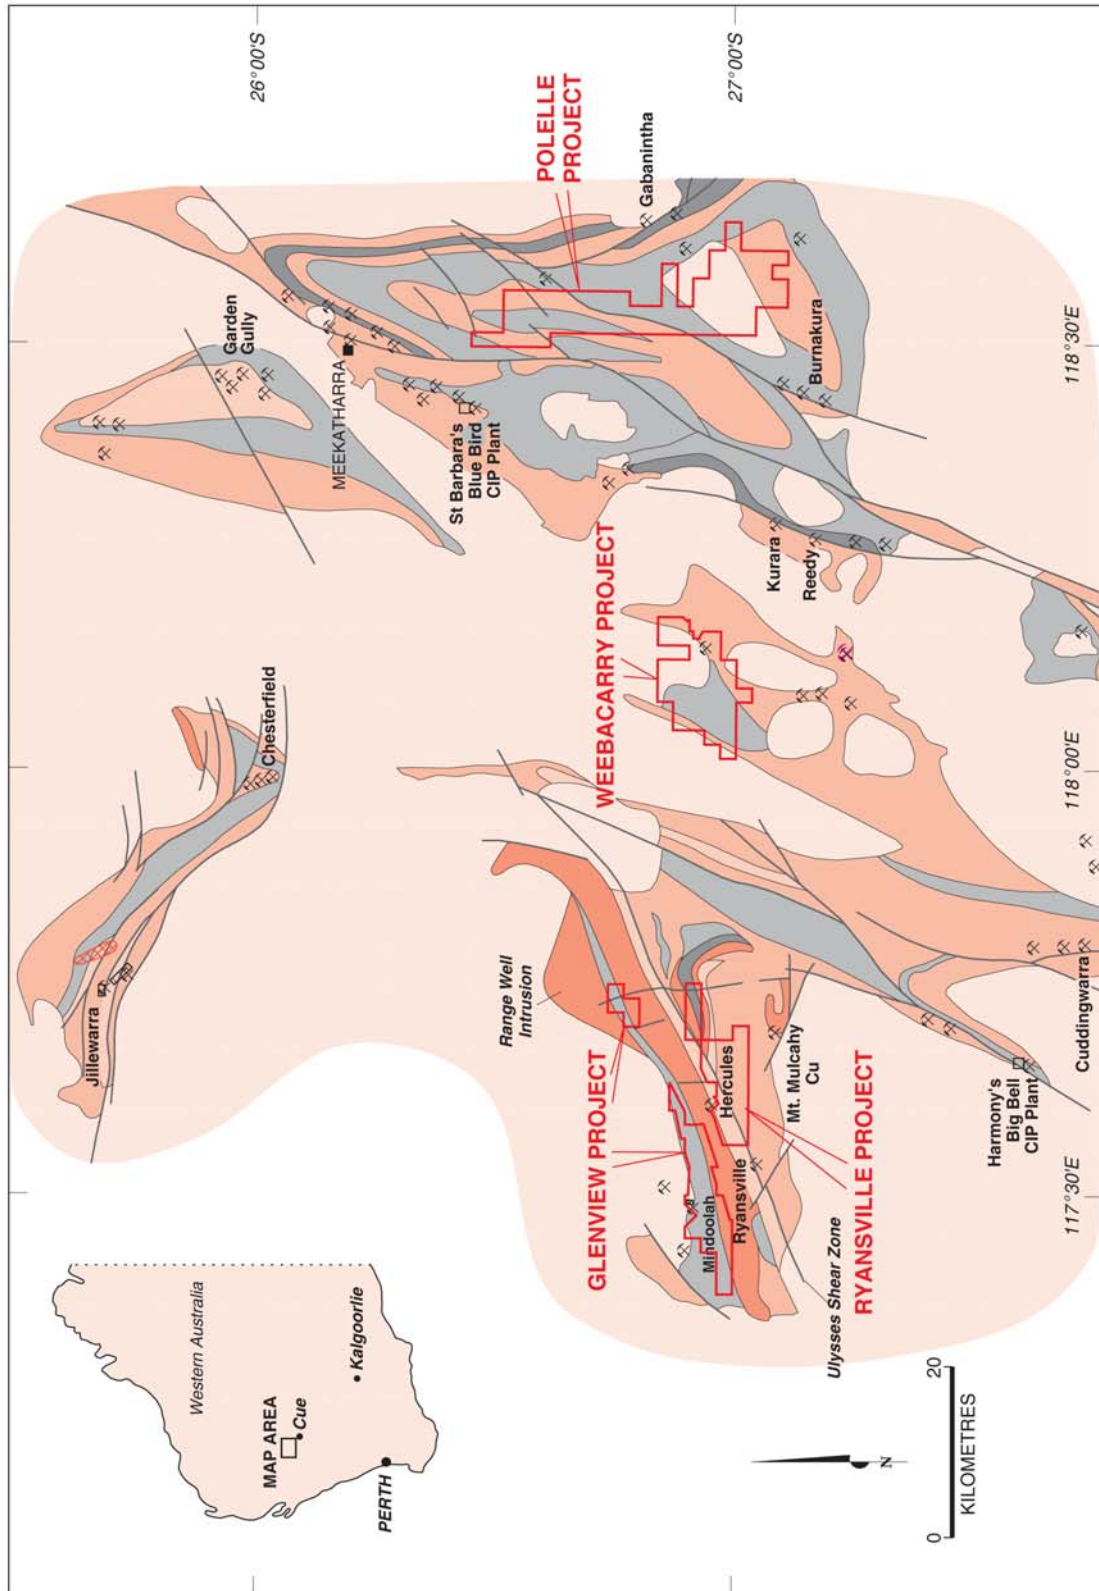 Western Australia
MAP AREA
Cue
Kalgoorlie
PERTH
0
20
KILOMETRES
N
Jillewarra
Chesterfield
Garden
Gully
MEEKATHARRA
St Barbara's
Blue Bird
CIP Plant
POLELLE
PROJECT
Gabanintha
Burnakura
WEEBACARRY PROJECT
Kurara
Reedy
Range Well
Intrusion
GLENVIEW PROJECT
Mindoolah
Ryansville
Hercules
Mt. Mulcahy
Cu
RYANSVILLE PROJECT
Ulysses Shear Zone
Harmony's
Big Bell
CIP Plant
Cuddingwarra
26°00'S
27°00'S
117°30'E
118°00'E
118°30'E